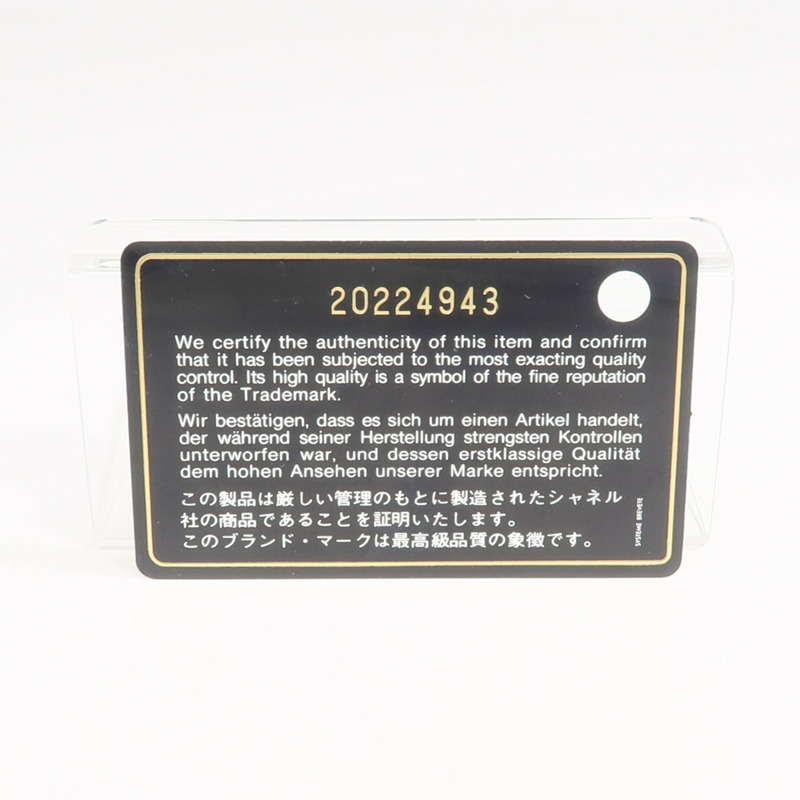 20224943
We certify the authenticity of this item and confirm
that it has been subjected to the most exacting quality
control. Its high quality is a symbol of the fine reputation
of the Trademark.
Wir bestätigen, dass es sich um einen Artikel handelt,
der während seiner Herstellung strengsten Kontrollen
unterworfen war, und dessen erstklassige Qualität
dem hohen Ansehen unserer Marke entspricht.
この製品は厳しい管理のもとに製造されたシャネル
社の商品であることを証明いたします。
このブランド・マークは最高級品質の象徴です。
SYSTEME BREVETE